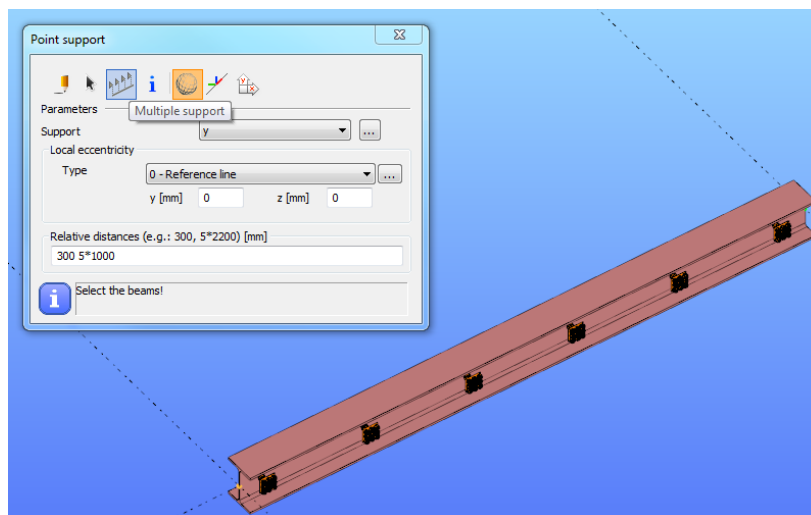 Point support
Multiple support
Parameters
Support y ...
Local eccentricity
Type 0 - Reference line ...
y [mm] 0 z [mm] 0
Relative distances (e.g.: 300, 5*2200) [mm]
300 5*1000
Select the beams!